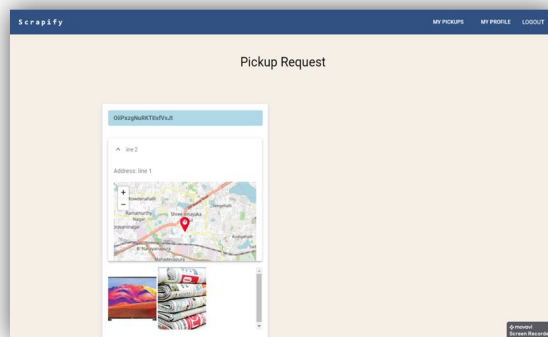 Scrapify
MY PICKUPS MY PROFILE LOGOUT
Pickup Request
line 2
Address: line 1
+
−
Ramamurthy
Nagar
Shree Vinayaka
movavi
Screen Recorder